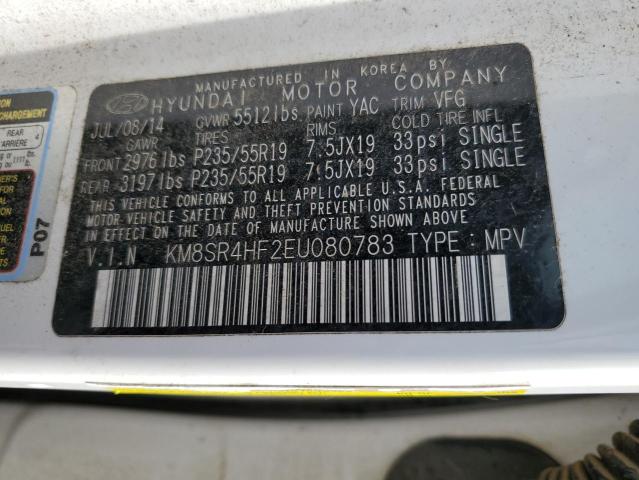 MANUFACTURED IN KOREA BY
HYUNDAI MOTOR COMPANY
JUL/08/14 GVWR 5512lbs PAINT YAC TRIM VFG
GAWR TIRES RIMS COLD TIRE INFL
FRONT 2976lbs P235/55R19 7.5JX19 33psi SINGLE
REAR 3197lbs P235/55R19 7.5JX19 33psi SINGLE
THIS VEHICLE CONFORMS TO ALL APPLICABLE U.S.A. FEDERAL
MOTOR VEHICLE SAFETY AND THEFT PREVENTION STANDARDS
IN EFFECT ON THE DATE OF MANUFACTURE SHOWN ABOVE.
V.I.N KM8SR4HF2EU080783 TYPE : MPV
CHARGEMENT
REAR 4
ARRIERE
P07